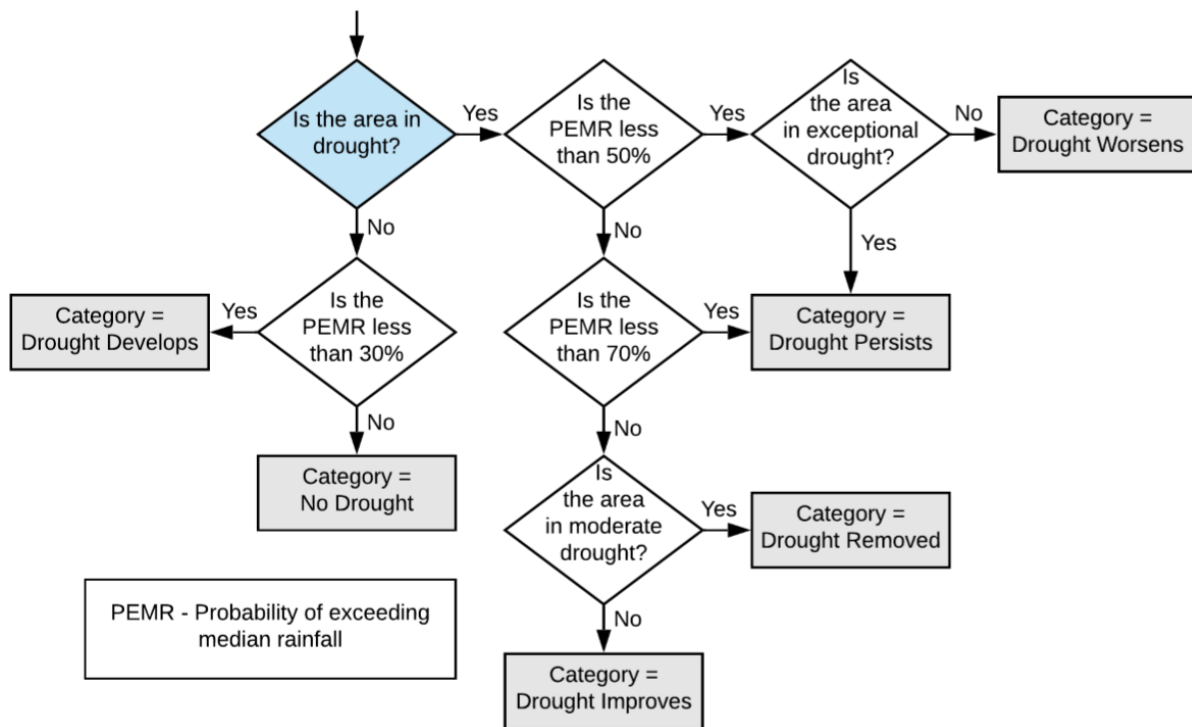 Is the area in
drought?
Yes
Is the
PEMR less
than 50%
Yes
Is
the area
in exceptional
drought?
No
Category =
Drought Worsens
No
No
Yes
Category =
Drought Develops
Yes
Is the
PEMR less
than 30%
Is the
PEMR less
than 70%
Yes
Category =
Drought Persists
No
No
Category =
No Drought
Is
the area
in moderate
drought?
Yes
Category =
Drought Removed
PEMR - Probability of exceeding
median rainfall
No
Category =
Drought Improves